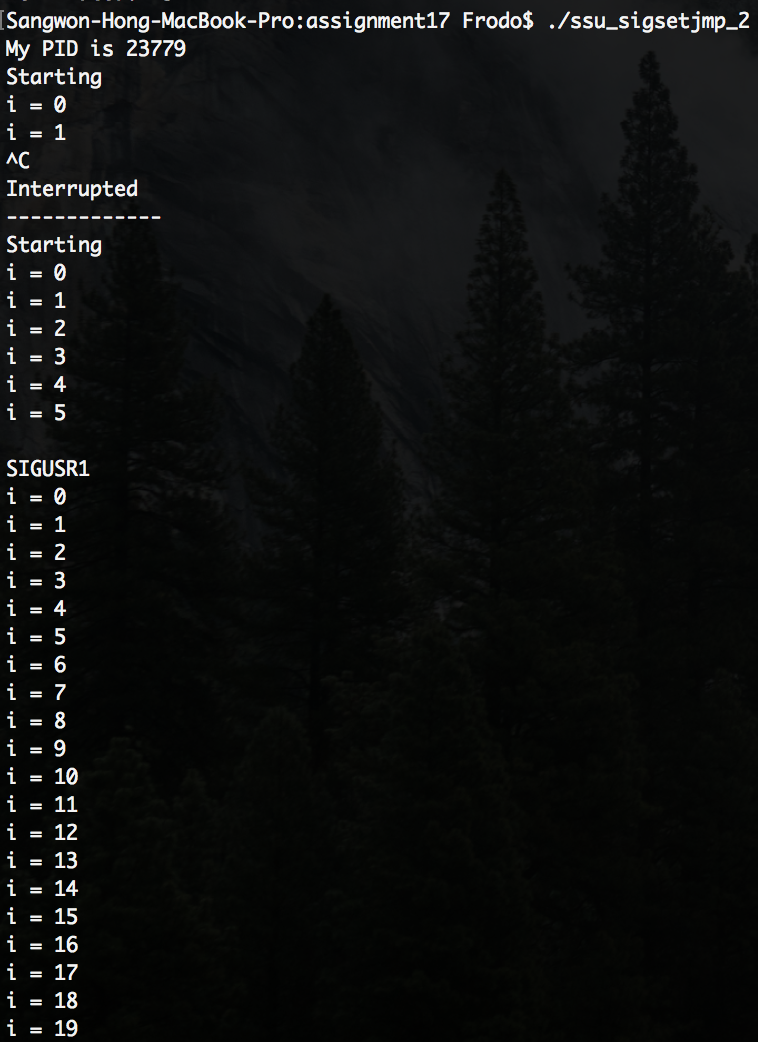 Sangwon-Hong-MacBook-Pro:assignment17 Frodo$ ./ssu_sigsetjmp_2
My PID is 23779
Starting
i = 0
i = 1
^C
Interrupted
-------------
Starting
i = 0
i = 1
i = 2
i = 3
i = 4
i = 5
SIGUSR1
i = 0
i = 1
i = 2
i = 3
i = 4
i = 5
i = 6
i = 7
i = 8
i = 9
i = 10
i = 11
i = 12
i = 13
i = 14
i = 15
i = 16
i = 17
i = 18
i = 19